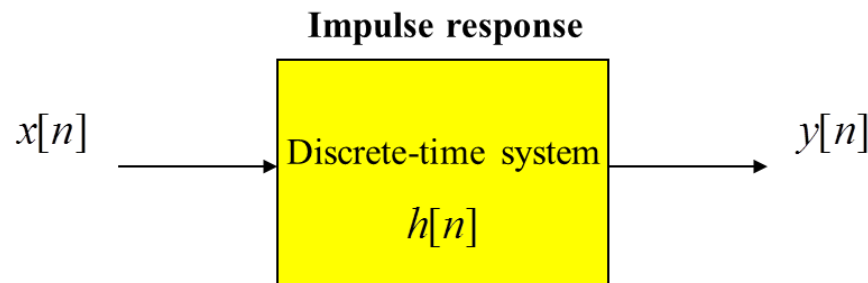 Impulse response
x[n]
Discrete-time system
y[n]
h[n]